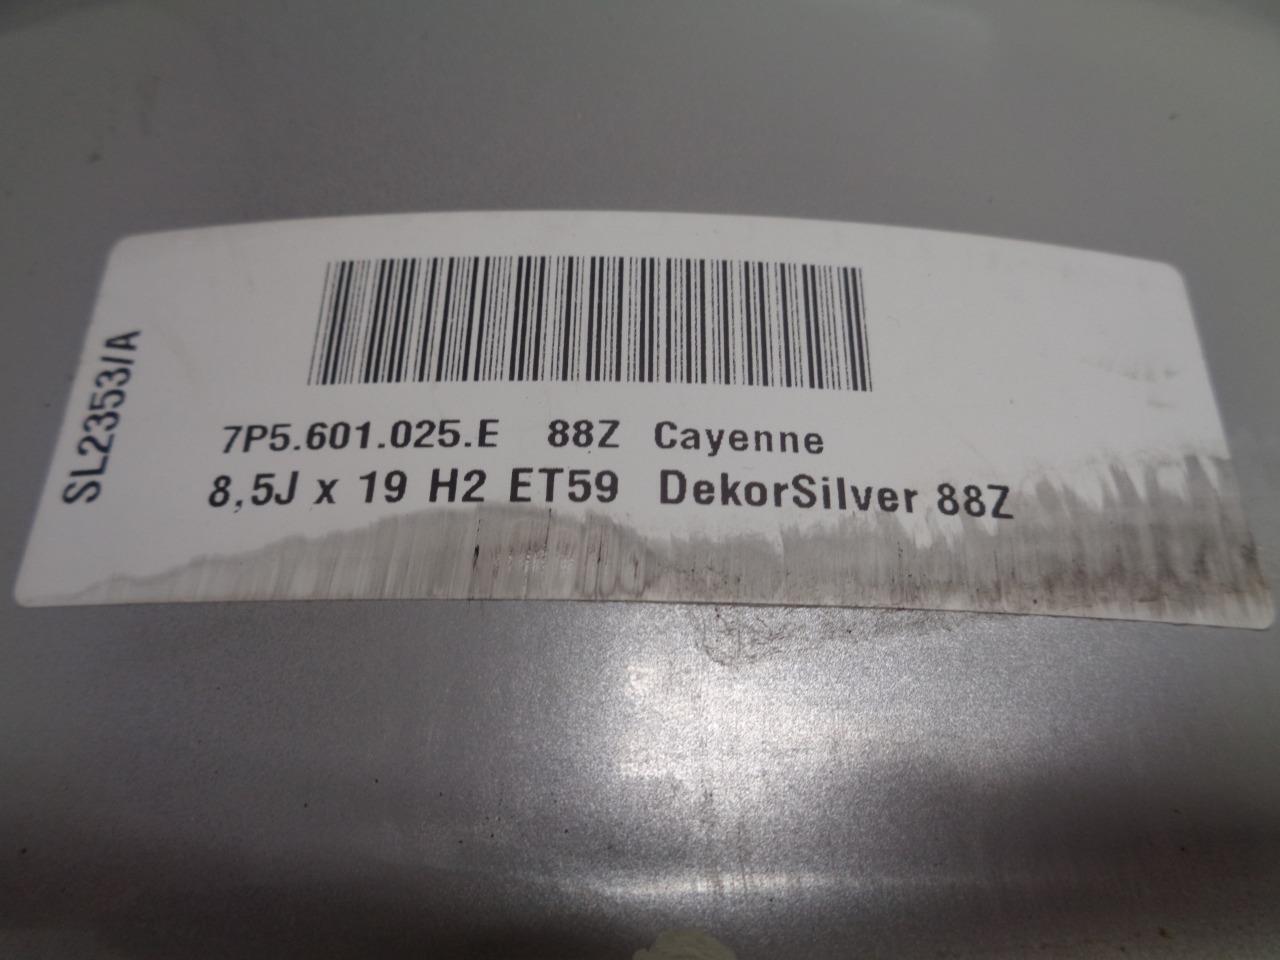 SL2353/A
7P5.601.025.E 88Z Cayenne
8,5J x 19 H2 ET59 DekorSilver 88Z